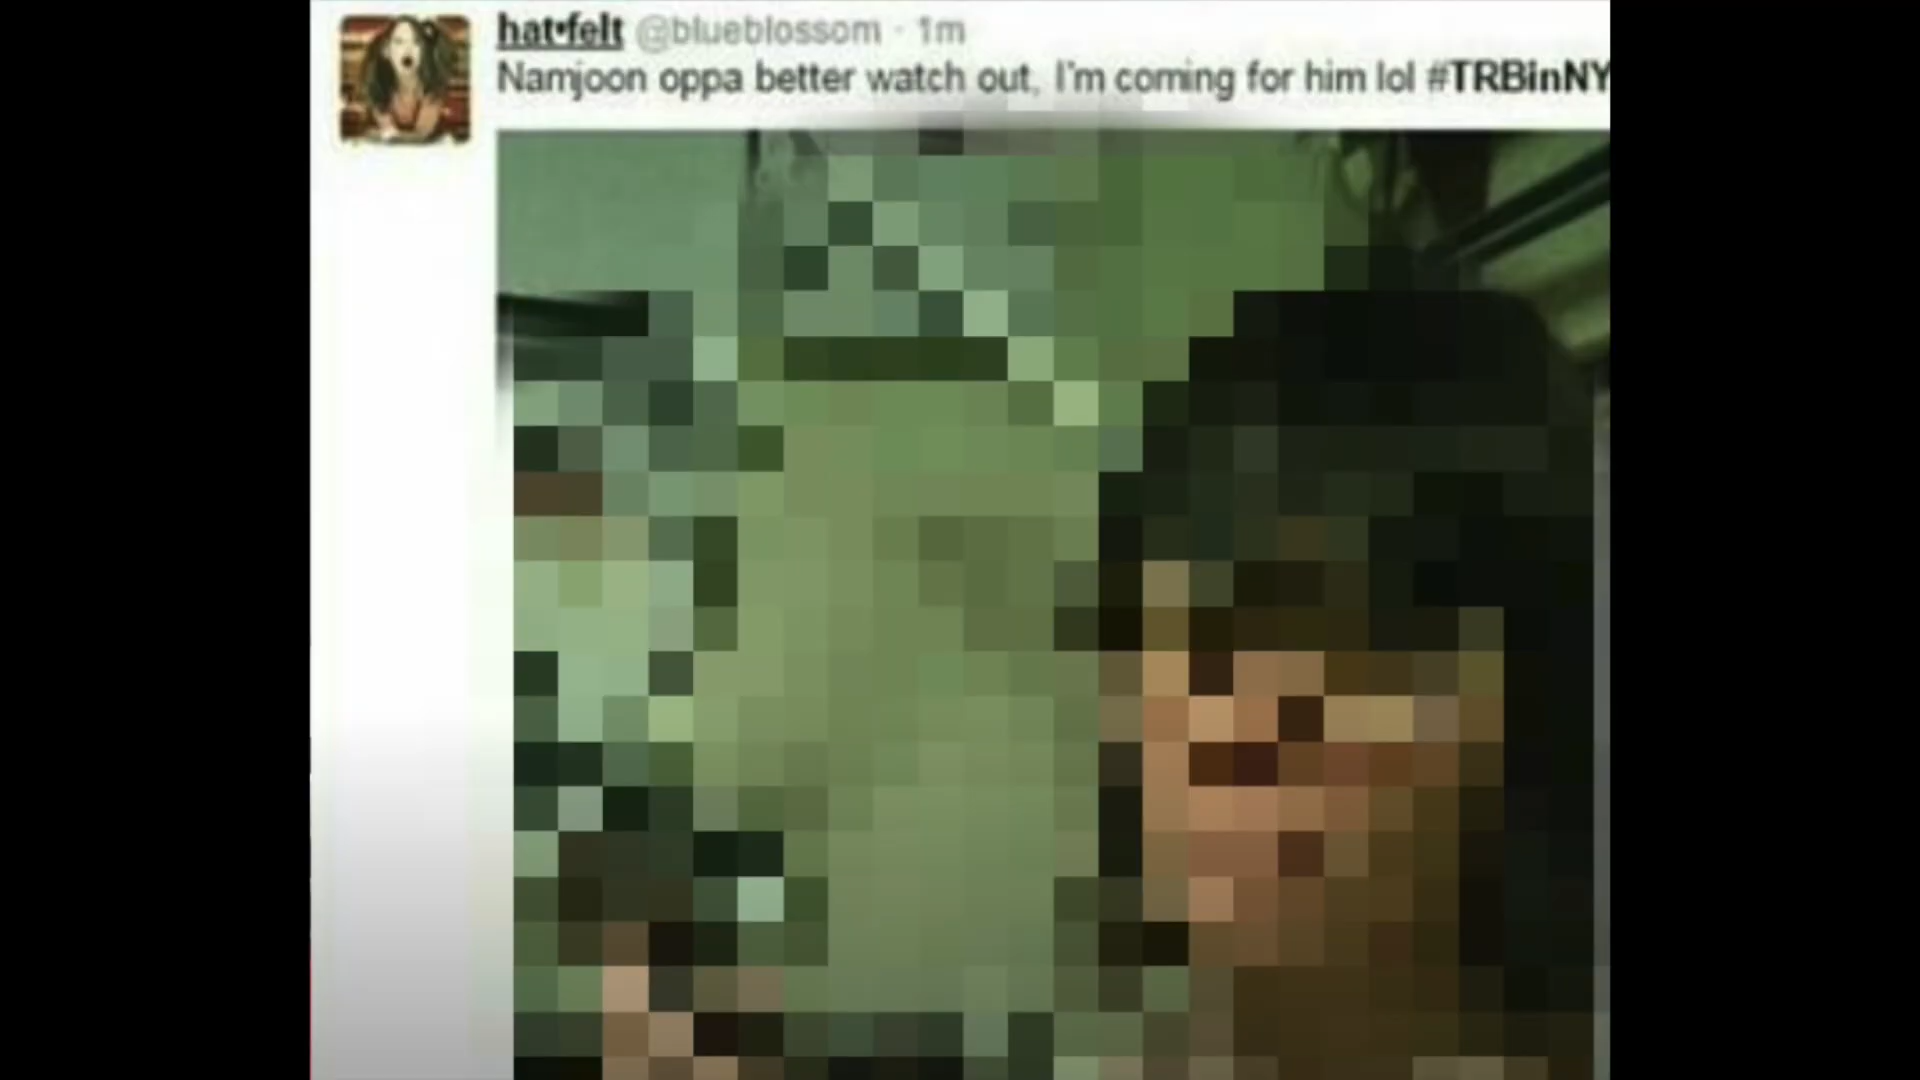 hat•felt @blueblossom · 1m
Namjoon oppa better watch out, I'm coming for him lol #TRBinNY